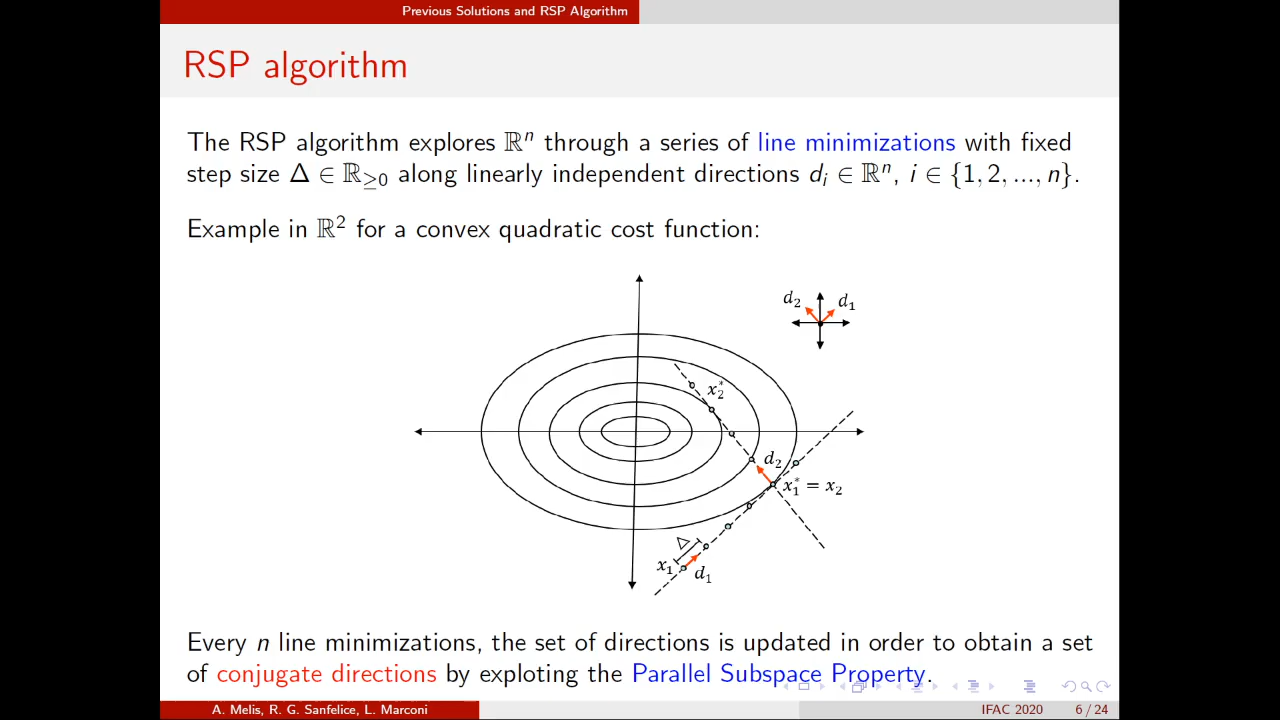 Previous Solutions and RSP Algorithm
RSP algorithm
The RSP algorithm explores ℝⁿ through a series of line minimizations with fixed
step size Δ ∈ ℝ≥0 along linearly independent directions dᵢ ∈ ℝⁿ, i ∈ {1, 2, ..., n}.
Example in ℝ² for a convex quadratic cost function:
d₂
d₁
x₂*
d₂
x₁* = x₂
Δ
x₁
d₁
Every n line minimizations, the set of directions is updated in order to obtain a set
of conjugate directions by exploting the Parallel Subspace Property.
A. Melis, R. G. Sanfelice, L. Marconi
IFAC 2020
6 / 24